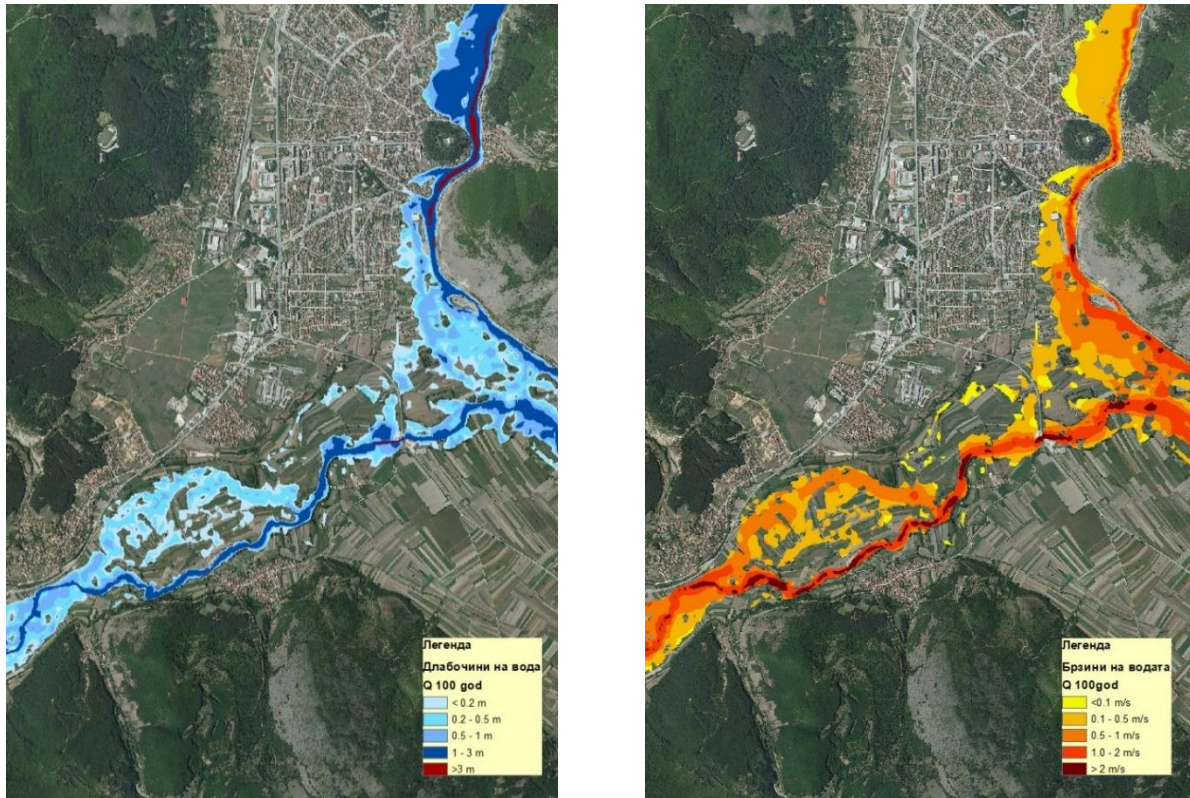 Легенда
Длабочини на вода
Q 100 god
< 0.2 m
0.2 - 0.5 m
0.5 - 1 m
1 - 3 m
>3 m
Легенда
Брзини на водата
Q 100god
<0.1 m/s
0.1 - 0.5 m/s
0.5 - 1 m/s
1.0 - 2 m/s
> 2 m/s